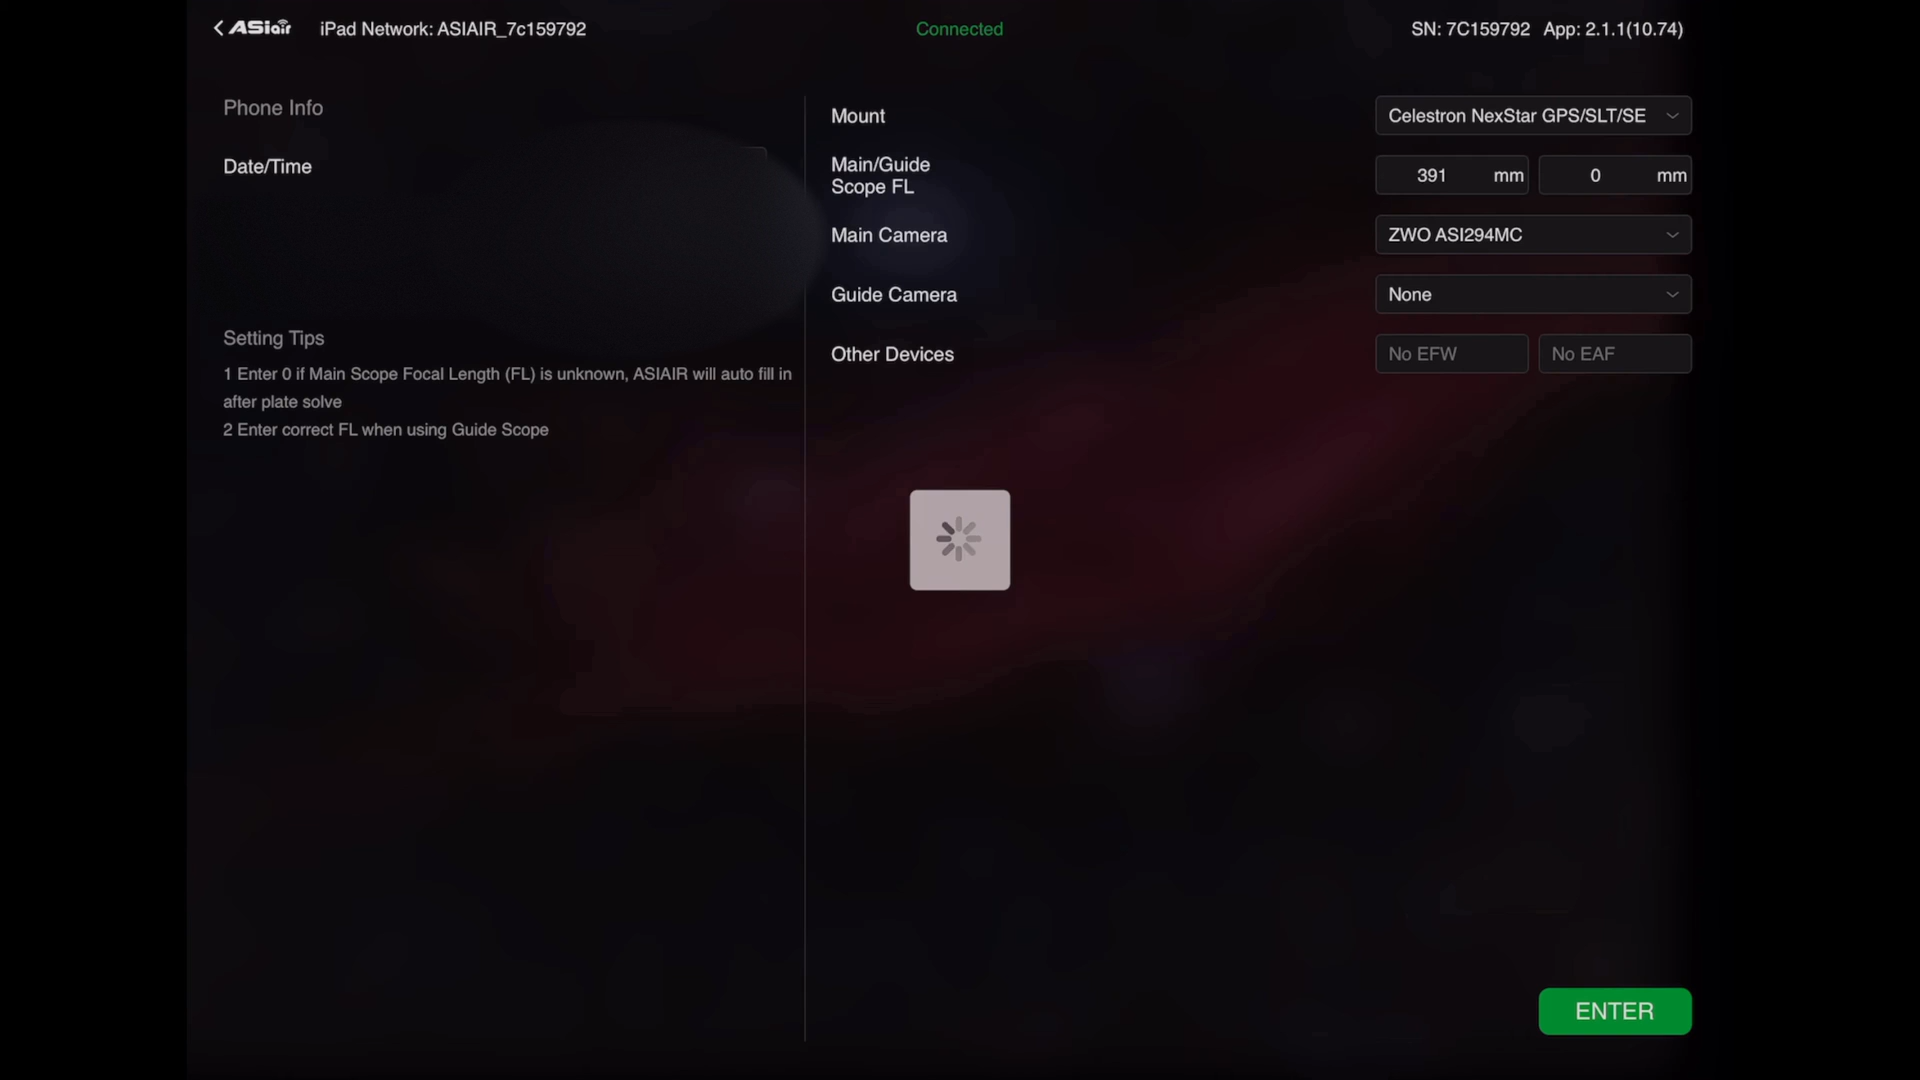 ASIair iPad Network: ASIAIR_7c159792 Connected SN: 7C159792 App: 2.1.1(10.74)
Phone Info
Date/Time
Setting Tips
1 Enter 0 if Main Scope Focal Length (FL) is unknown, ASIAIR will auto fill in
after plate solve
2 Enter correct FL when using Guide Scope
Mount Celestron NexStar GPS/SLT/SE
Main/Guide
Scope FL 391 mm 0 mm
Main Camera ZWO ASI294MC
Guide Camera None
Other Devices No EFW No EAF
ENTER